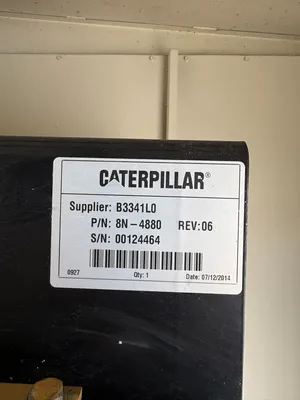 CATERPILLAR®
Supplier: B3341L0
P/N: 8N-4880 REV:06
S/N: 00124464
0927 Qty: 1 Date: 07/12/2014